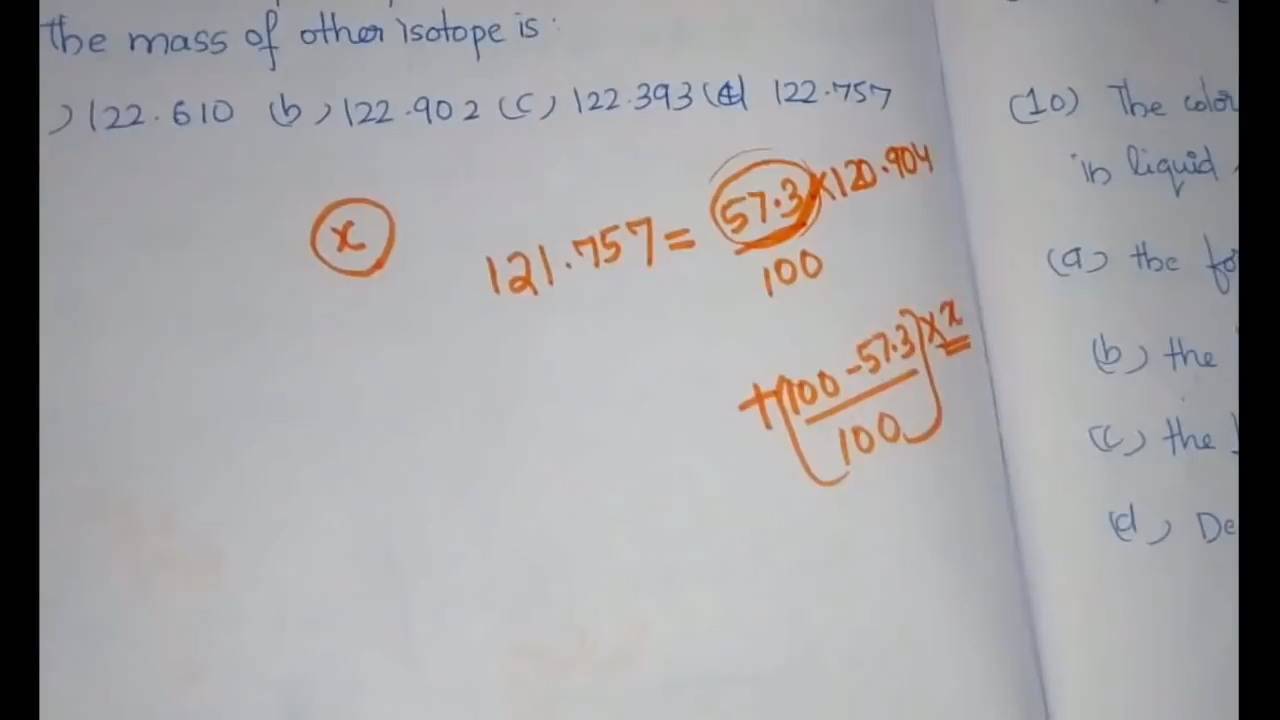 the mass of other isotope is:
)122.610 (b)122.902 (c) 122.393 (d) 122.757
x
121.757 = 57.3 × 120.904
100
+ (100 - 57.3) × x
100
(10) The color
in liquid
(a) the fo
(b) the
(c) the
(d) De